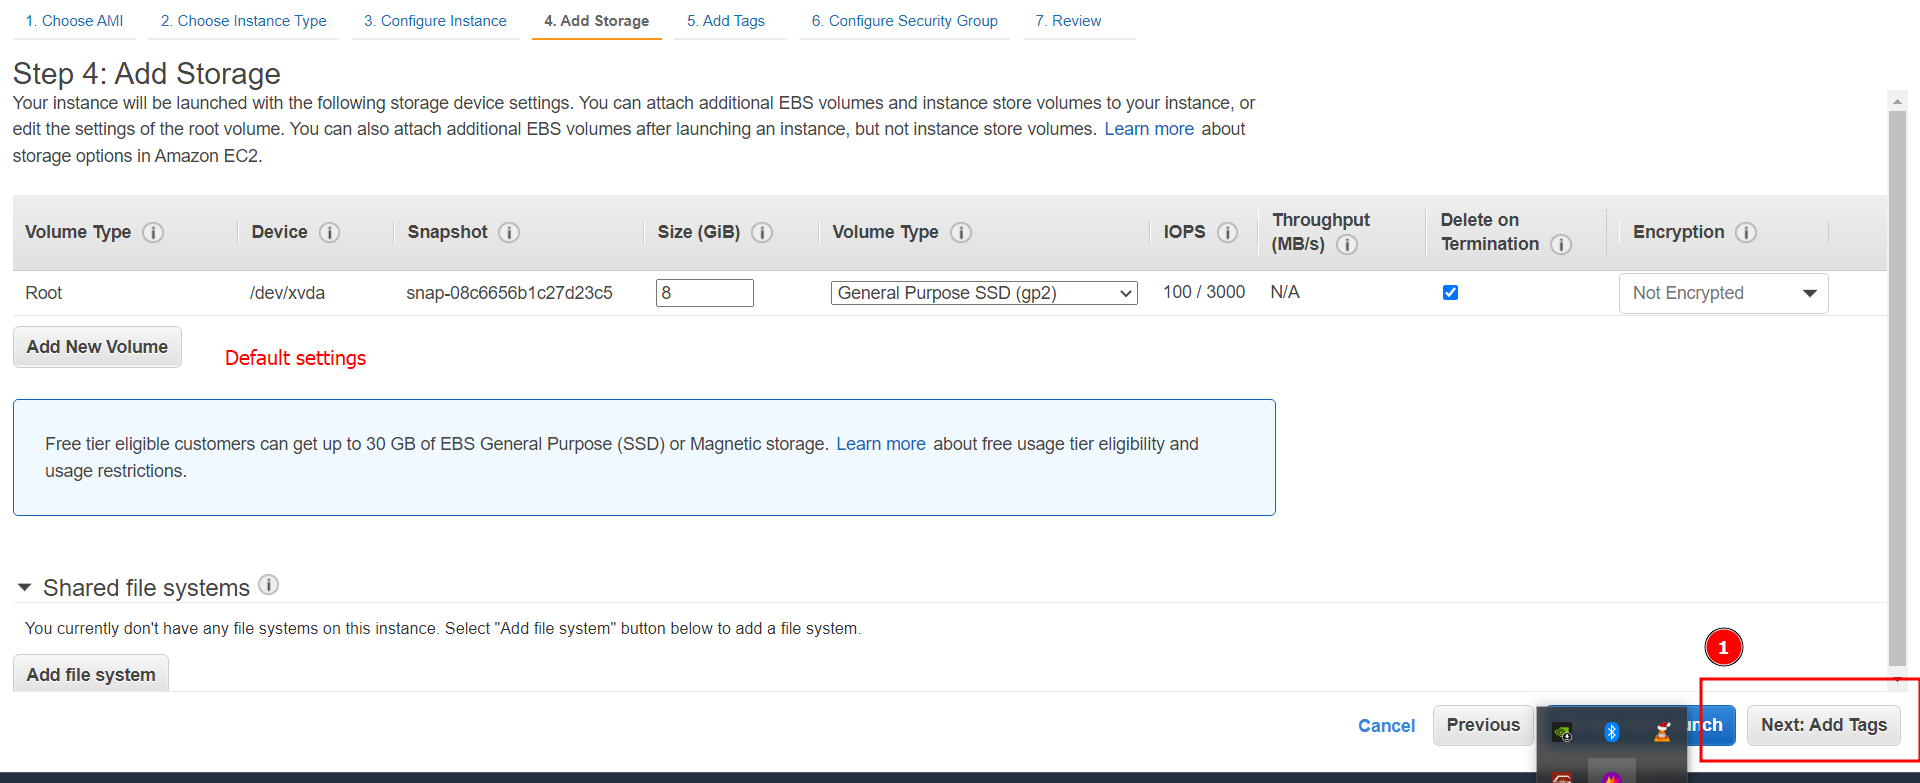 1. Choose AMI 2. Choose Instance Type 3. Configure Instance 4. Add Storage 5. Add Tags 6. Configure Security Group 7. Review
Step 4: Add Storage
Your instance will be launched with the following storage device settings. You can attach additional EBS volumes and instance store volumes to your instance, or
edit the settings of the root volume. You can also attach additional EBS volumes after launching an instance, but not instance store volumes. Learn more about
storage options in Amazon EC2.
Volume Type Device Snapshot Size (GiB) Volume Type IOPS Throughput (MB/s) Delete on Termination Encryption
Root /dev/xvda snap-08c6656b1c27d23c5 8 General Purpose SSD (gp2) 100 / 3000 N/A Not Encrypted
Add New Volume
Default settings
Free tier eligible customers can get up to 30 GB of EBS General Purpose (SSD) or Magnetic storage. Learn more about free usage tier eligibility and
usage restrictions.
Shared file systems
You currently don't have any file systems on this instance. Select "Add file system" button below to add a file system.
1
Add file system
Cancel Previous Next: Add Tags